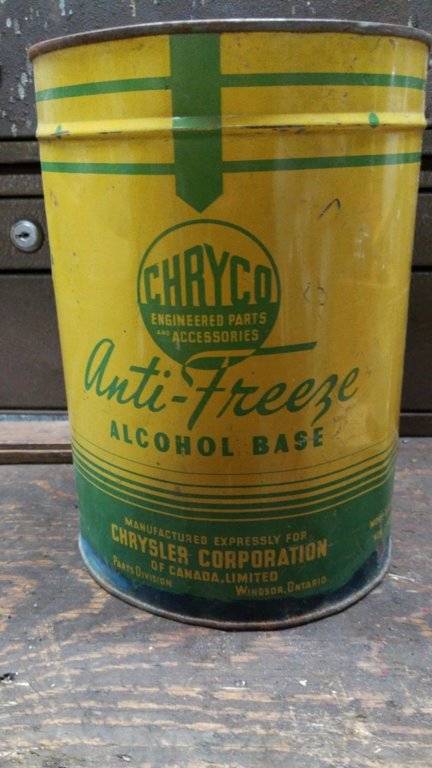 CHRYCO
ENGINEERED PARTS
AND ACCESSORIES
Anti-Freeze
ALCOHOL BASE
MANUFACTURED EXPRESSLY FOR
CHRYSLER CORPORATION
OF CANADA, LIMITED
PARTS DIVISION WINDSOR, ONTARIO